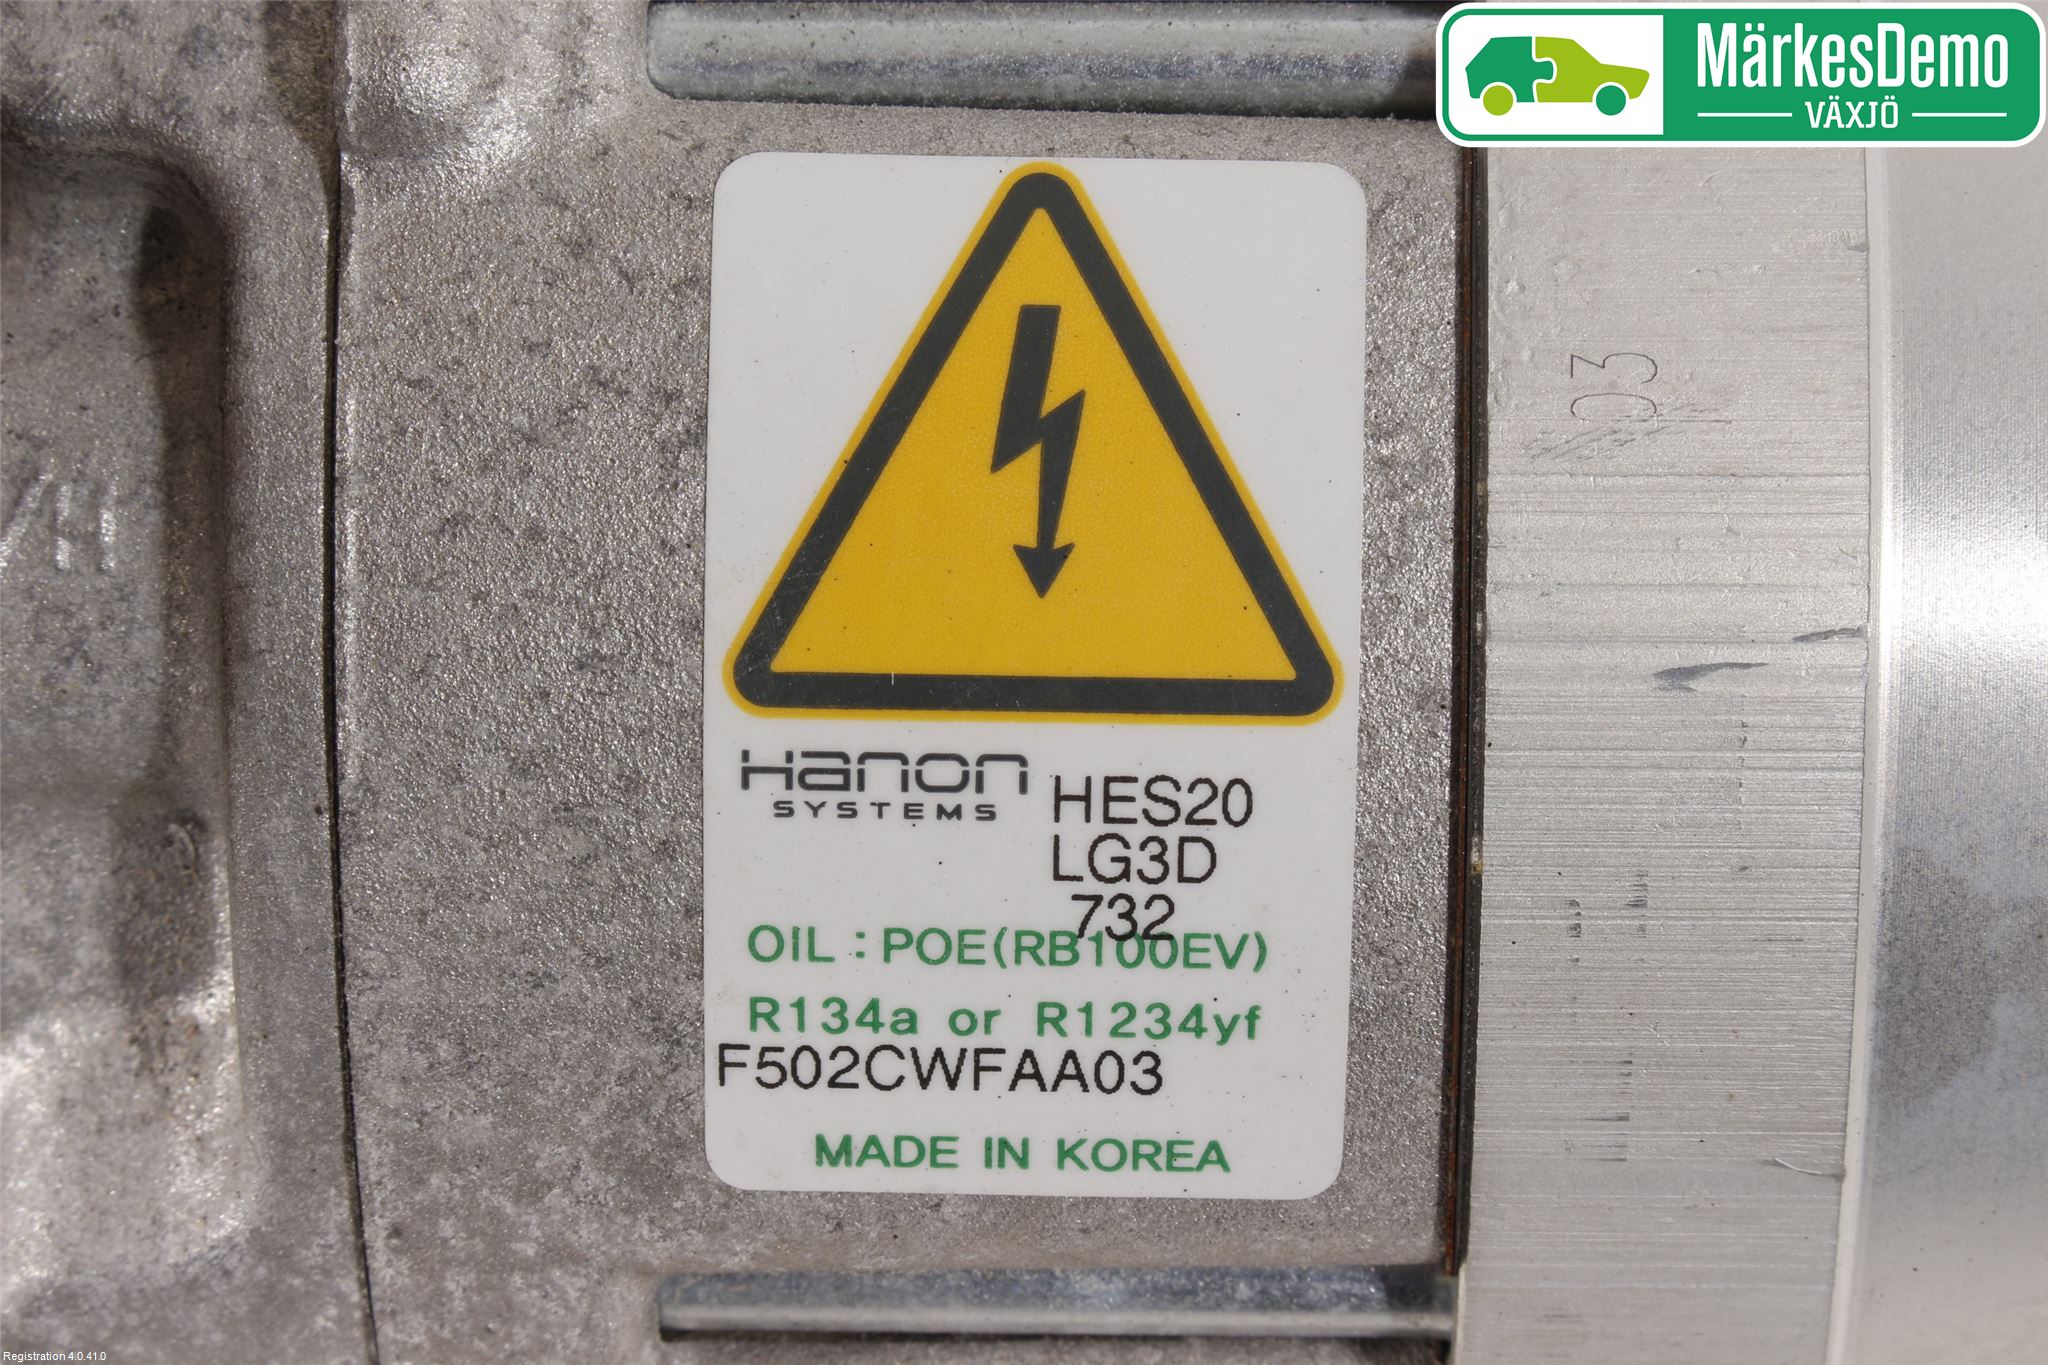 MärkesDemo
VÄXJÖ
03
HANON
SYSTEMS
HES20
LG3D
732
OIL : POE(RB100EV)
R134a or R1234yf
F502CWFAA03
MADE IN KOREA
Registration 4.0.41.0